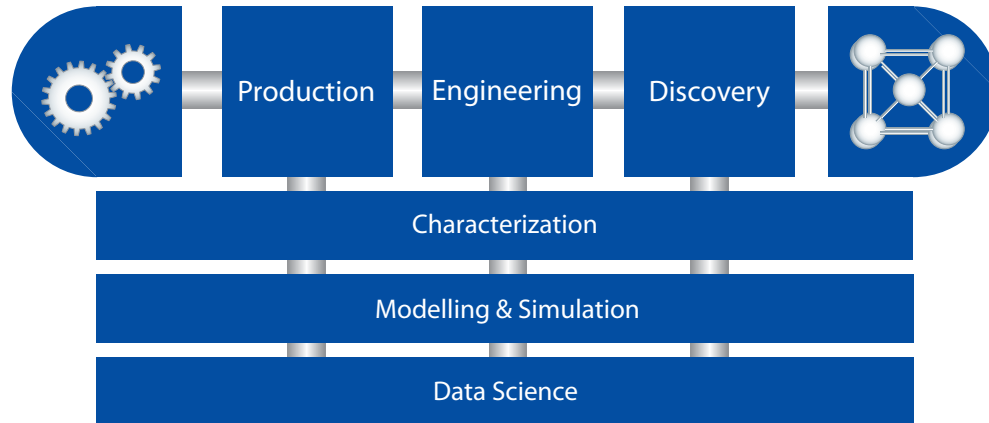 Production
Engineering
Discovery
Characterization
Modelling & Simulation
Data Science